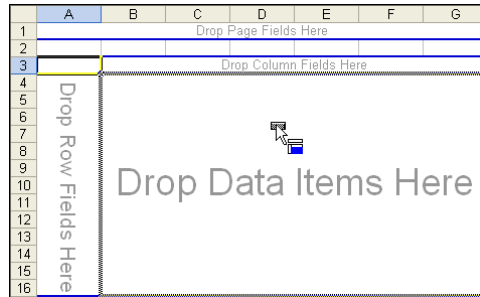 A B C D E F G
1 Drop Page Fields Here
2
3 Drop Column Fields Here
4
5
6
7
8
9
10
11
12
13
14
15
16
Drop Row Fields Here
Drop Data Items Here